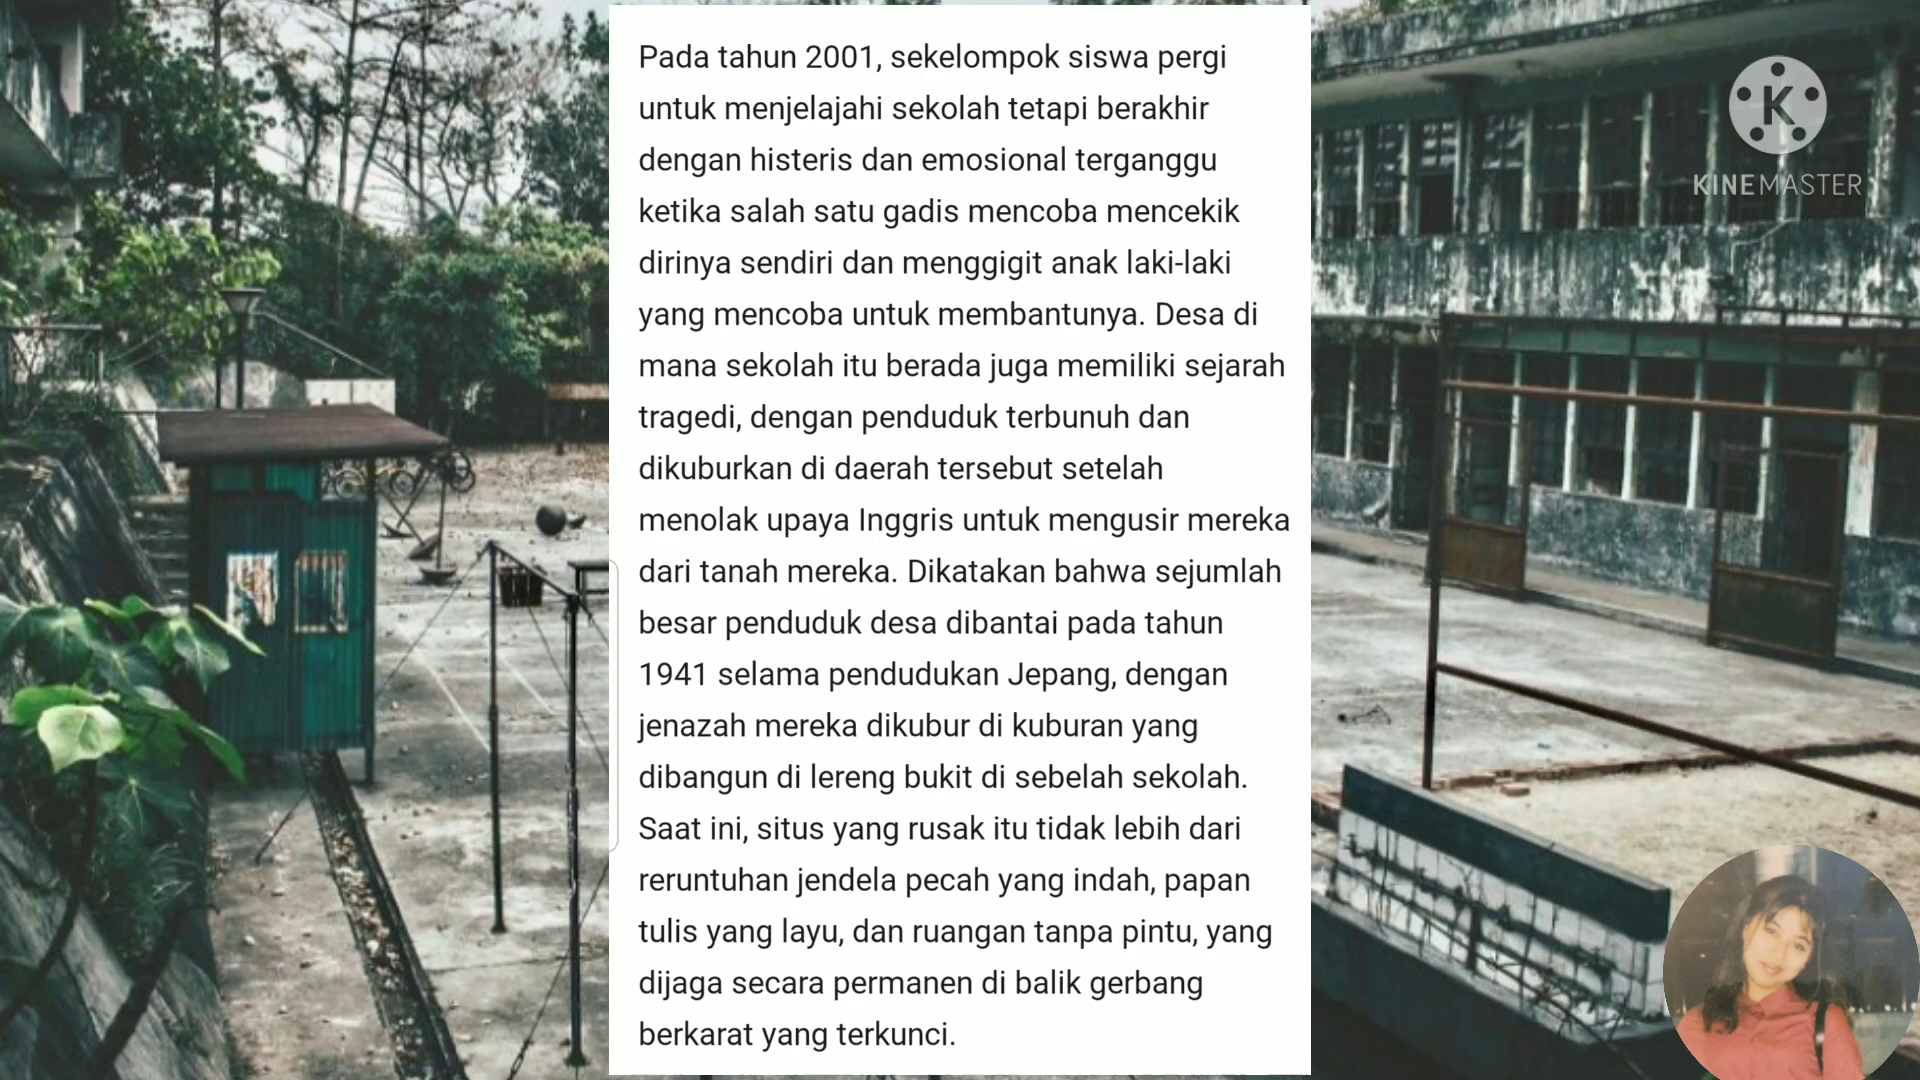 Pada tahun 2001, sekelompok siswa pergi
untuk menjelajahi sekolah tetapi berakhir
dengan histeris dan emosional terganggu
ketika salah satu gadis mencoba mencekik
dirinya sendiri dan menggigit anak laki-laki
yang mencoba untuk membantunya. Desa di
mana sekolah itu berada juga memiliki sejarah
tragedi, dengan penduduk terbunuh dan
dikuburkan di daerah tersebut setelah
menolak upaya Inggris untuk mengusir mereka
dari tanah mereka. Dikatakan bahwa sejumlah
besar penduduk desa dibantai pada tahun
1941 selama pendudukan Jepang, dengan
jenazah mereka dikubur di kuburan yang
dibangun di lereng bukit di sebelah sekolah.
Saat ini, situs yang rusak itu tidak lebih dari
reruntuhan jendela pecah yang indah, papan
tulis yang layu, dan ruangan tanpa pintu, yang
dijaga secara permanen di balik gerbang
berkarat yang terkunci.
K
KINEMASTER